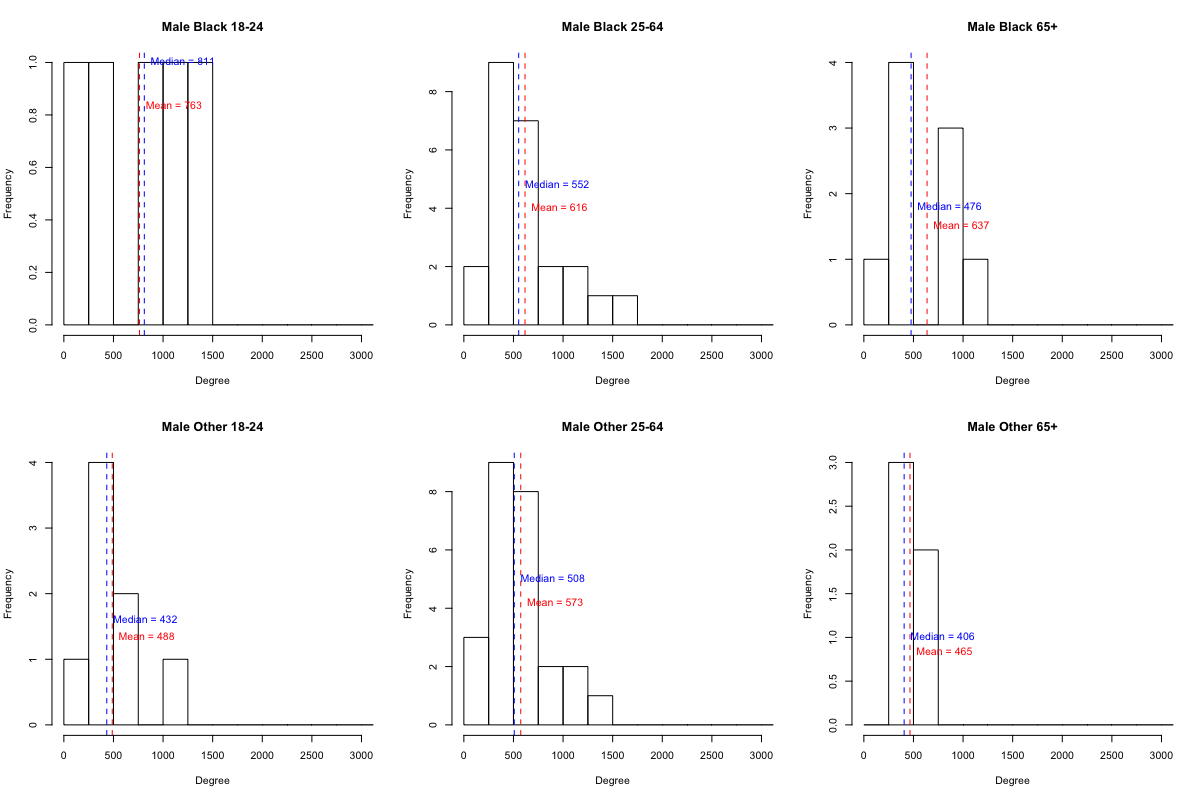 Male Black 18-24
Frequency
0.0 0.2 0.4 0.6 0.8 1.0
Median = 811
Mean = 763
0 500 1000 1500 2000 2500 3000
Degree
Male Black 25-64
Frequency
0 2 4 6 8
Median = 552
Mean = 616
0 500 1000 1500 2000 2500 3000
Degree
Male Black 65+
Frequency
0 1 2 3 4
Median = 476
Mean = 637
0 500 1000 1500 2000 2500 3000
Degree
Male Other 18-24
Frequency
0 1 2 3 4
Median = 432
Mean = 488
0 500 1000 1500 2000 2500 3000
Degree
Male Other 25-64
Frequency
0 2 4 6 8
Median = 508
Mean = 573
0 500 1000 1500 2000 2500 3000
Degree
Male Other 65+
Frequency
0.0 0.5 1.0 1.5 2.0 2.5 3.0
Median = 406
Mean = 465
0 500 1000 1500 2000 2500 3000
Degree